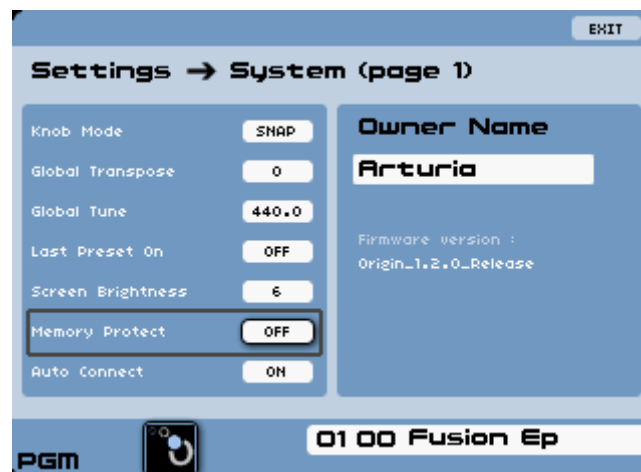 EXIT
Settings → System (page 1)
Knob Mode SNAP
Global Transpose 0
Global Tune 440.0
Last Preset On OFF
Screen Brightness 6
Memory Protect OFF
Auto Connect ON
Owner Name
Arturia
Firmware version :
Origin_1.2.0_Release
PGM
01 00 Fusion Ep